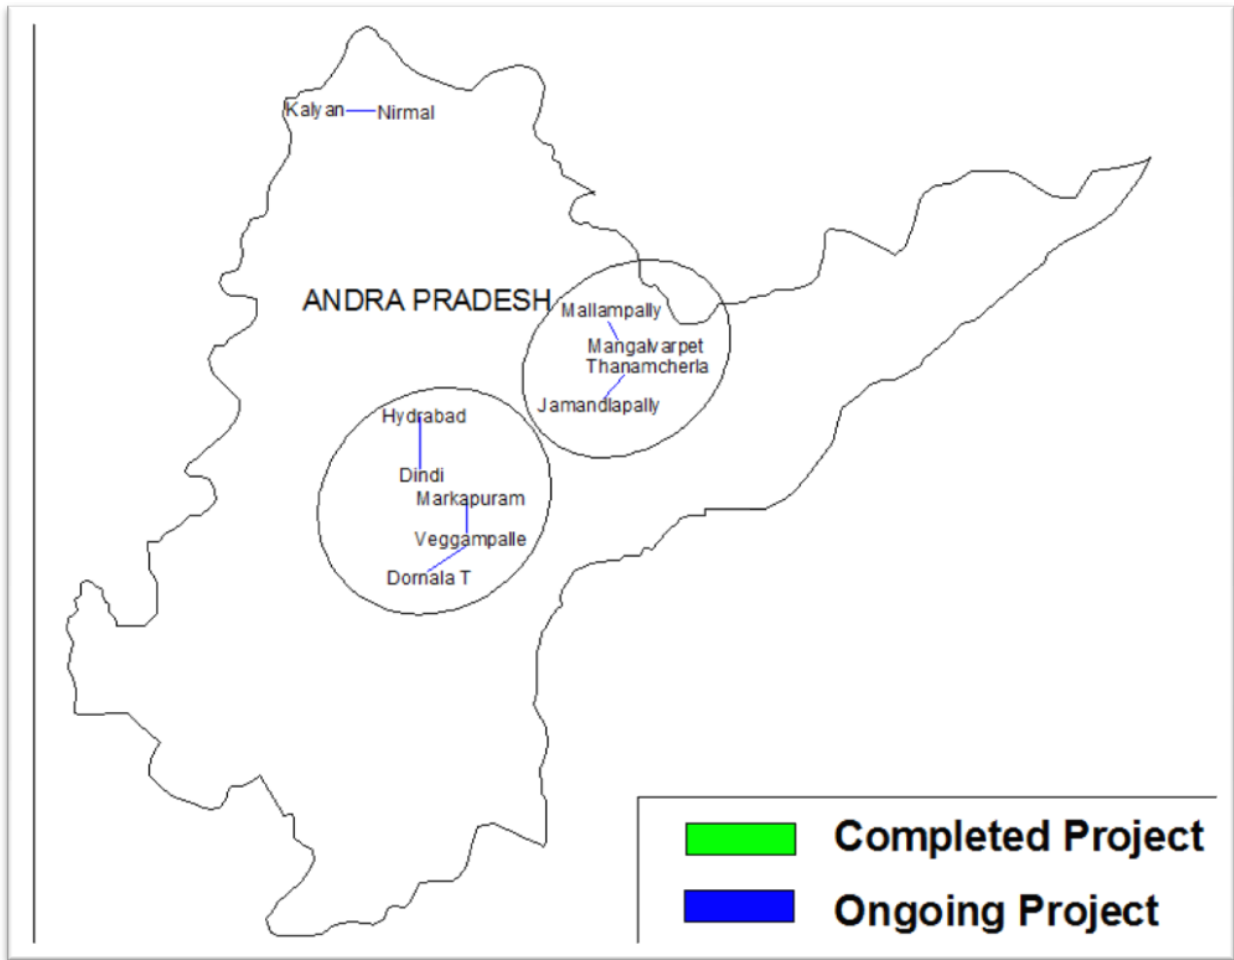 Kalyan Nirmal
ANDRA PRADESH
Mallampally
Mangalvarpet
Thanamcherla
Jamandlapally
Hydrabad
Dindi
Markapuram
Veggampalle
Dornala T
Completed Project
Ongoing Project